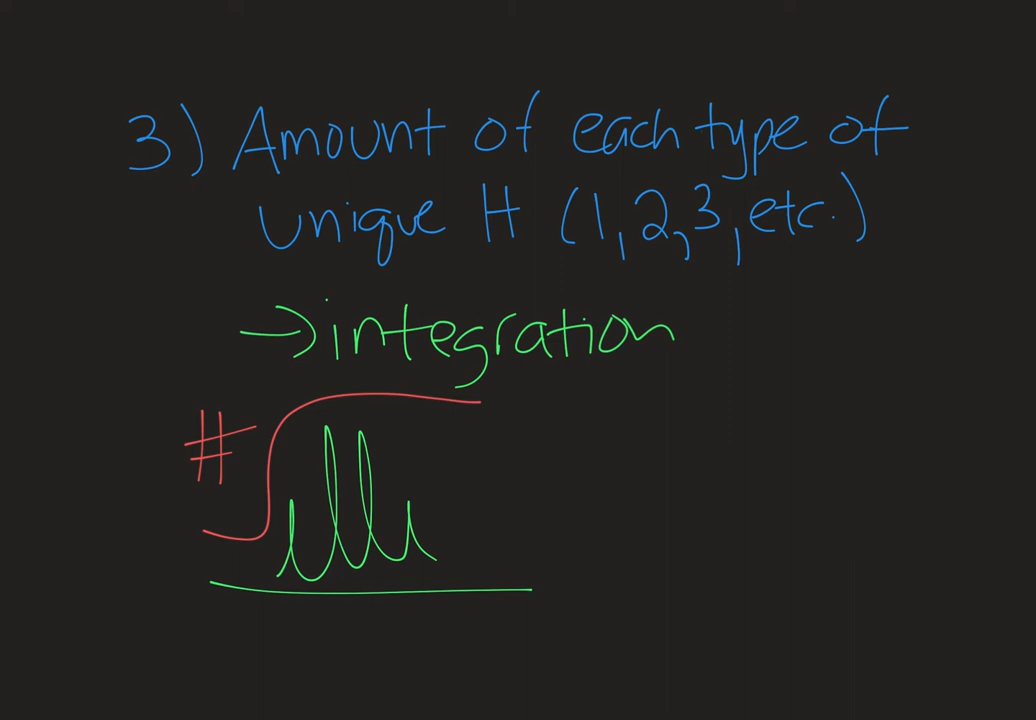 3) Amount of each type of
unique H (1,2,3,etc.)
→integration
#